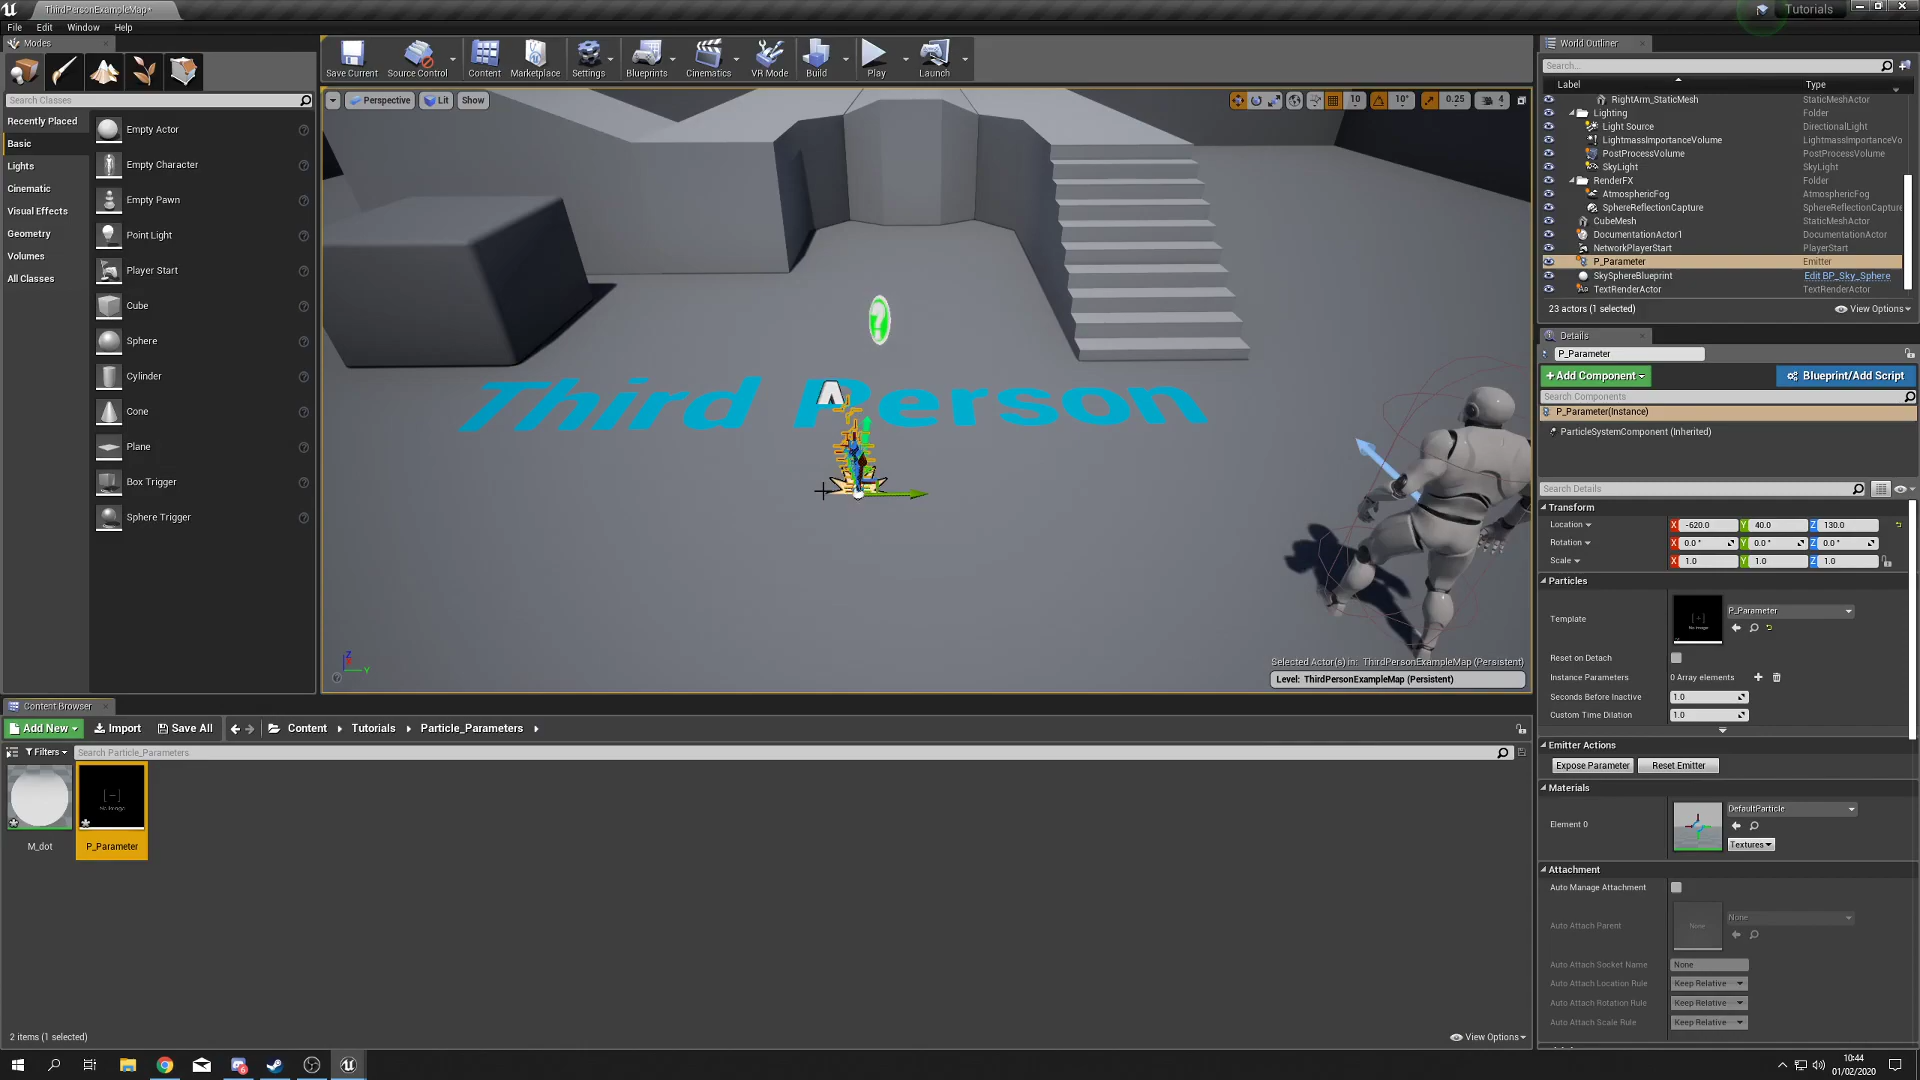 ThirdPersonExampleMap*
Tutorials
File Edit Window Help
Modes
Search Classes
Recently Placed
Basic
Lights
Cinematic
Visual Effects
Geometry
Volumes
All Classes
Empty Actor
Empty Character
Empty Pawn
Point Light
Player Start
Cube
Sphere
Cylinder
Cone
Plane
Box Trigger
Sphere Trigger
Save Current
Source Control
Content
Marketplace
Settings
Blueprints
Cinematics
VR Mode
Build
Play
Launch
Perspective
Lit
Show
10
10°
0.25
4
Third Person
Selected Actor(s) in: ThirdPersonExampleMap (Persistent)
Level: ThirdPersonExampleMap (Persistent)
World Outliner
Search...
Label Type
RightArm_StaticMesh StaticMeshActor
Lighting Folder
Light Source DirectionalLight
LightmassImportanceVolume LightmassImportanceVo
PostProcessVolume PostProcessVolume
SkyLight SkyLight
RenderFX Folder
AtmosphericFog AtmosphericFog
SphereReflectionCapture SphereReflectionCapture
CubeMesh StaticMeshActor
DocumentationActor1 DocumentationActor
NetworkPlayerStart PlayerStart
P_Parameter Emitter
SkySphereBlueprint Edit BP_Sky_Sphere
TextRenderActor TextRenderActor
23 actors (1 selected) View Options
Details
P_Parameter
+Add Component Blueprint/Add Script
Search Components
P_Parameter(Instance)
ParticleSystemComponent (Inherited)
Search Details
Transform
Location X -620.0 Y 40.0 Z 130.0
Rotation X 0.0 ° Y 0.0 ° Z 0.0 °
Scale X 1.0 Y 1.0 Z 1.0
Particles
Template P_Parameter
Reset on Detach
Instance Parameters 0 Array elements
Seconds Before Inactive 1.0
Custom Time Dilation 1.0
Emitter Actions
Expose Parameter Reset Emitter
Materials
Element 0 DefaultParticle
Textures
Attachment
Auto Manage Attachment
Auto Attach Parent None None
Auto Attach Socket Name None
Auto Attach Location Rule Keep Relative
Auto Attach Rotation Rule Keep Relative
Auto Attach Scale Rule Keep Relative
Content Browser
Add New Import Save All Content Tutorials Particle_Parameters
Filters Search Particle_Parameters
No Image
M_dot
P_Parameter
2 items (1 selected)
View Options
10:44
01/02/2020